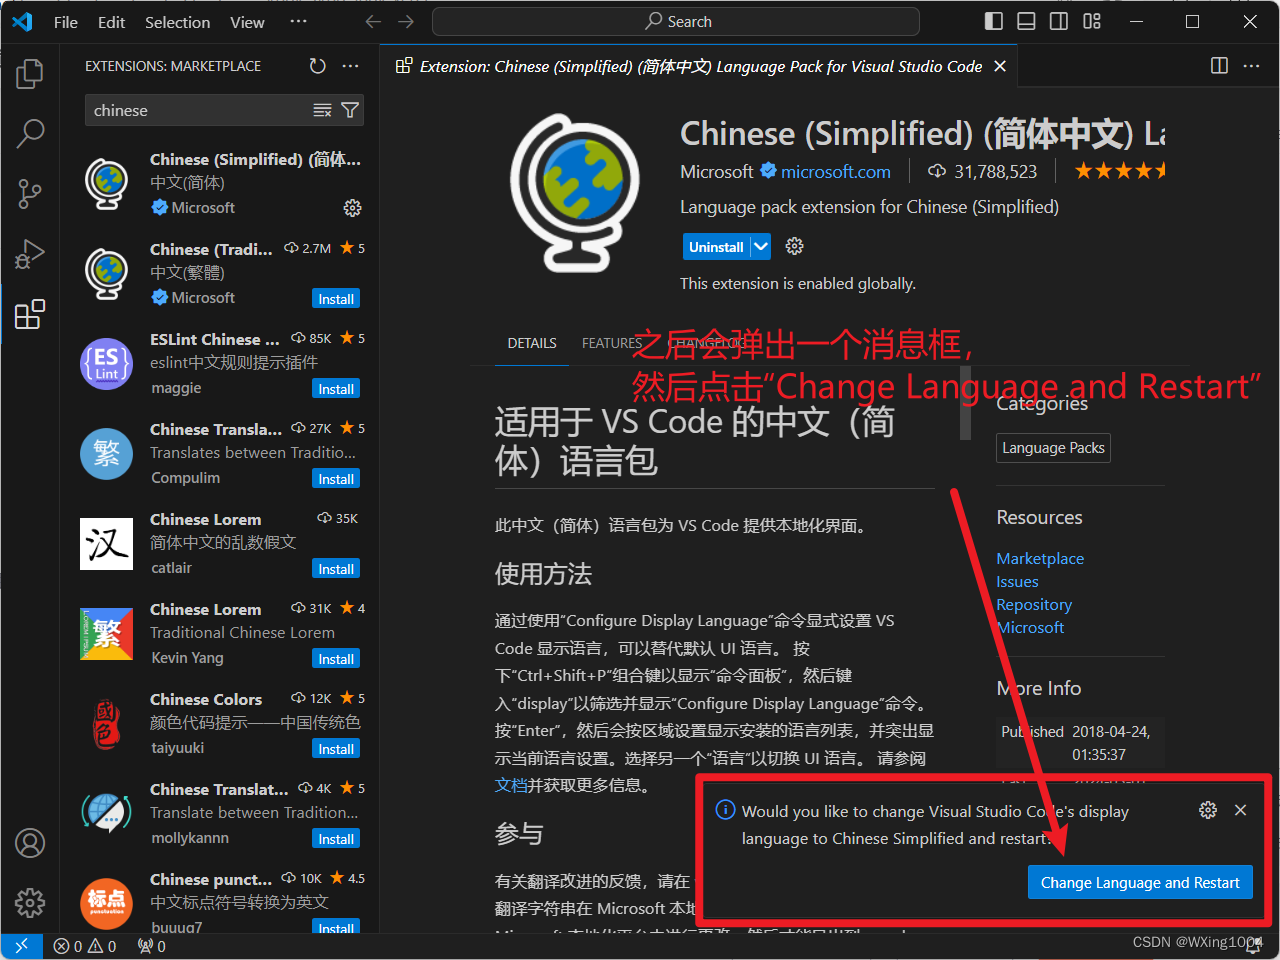 File Edit Selection View ··· Search
EXTENSIONS: MARKETPLACE
chinese
Chinese (Simplified) (简体...
中文(简体)
Microsoft
Chinese (Tradi... 2.7M 5
中文(繁體)
Microsoft Install
ESLint Chinese ... 85K 5
eslint中文规则提示插件
maggie Install
Chinese Transla... 27K 5
Translates between Traditio...
Compulim Install
Chinese Lorem 35K
简体中文的乱数假文
catlair Install
Chinese Lorem 31K 4
Traditional Chinese Lorem
Kevin Yang Install
Chinese Colors 12K 5
颜色代码提示——中国传统色
taiyuuki Install
Chinese Translat... 4K 5
Translate between Tradition...
mollykannn Install
Chinese punct... 10K 4.5
中文标点符号转换为英文
buuug7 Install
ES
Lint
繁
汉
繁
國色
标点
punctuation
Extension: Chinese (Simplified) (简体中文) Language Pack for Visual Studio Code
Chinese (Simplified) (简体中文) La
Microsoft microsoft.com 31,788,523
Language pack extension for Chinese (Simplified)
Uninstall
This extension is enabled globally.
DETAILS FEATURES CHANGELOG
之后会弹出一个消息框，
然后点击“Change Language and Restart”
适用于 VS Code 的中文（简
体）语言包
此中文（简体）语言包为 VS Code 提供本地化界面。
使用方法
通过使用“Configure Display Language”命令显式设置 VS
Code 显示语言，可以替代默认 UI 语言。 按
下“Ctrl+Shift+P”组合键以显示“命令面板”，然后键
入“display”以筛选并显示“Configure Display Language”命令。
按“Enter”，然后会按区域设置显示安装的语言列表，并突出显
示当前语言设置。选择另一个“语言”以切换 UI 语言。 请参阅
文档并获取更多信息。
参与
有关翻译改进的反馈，请在
翻译字符串在 Microsoft 本地
Categories
Language Packs
Resources
Marketplace
Issues
Repository
Microsoft
More Info
Published 2018-04-24,
01:35:37
Would you like to change Visual Studio Code's display
language to Chinese Simplified and restart?
Change Language and Restart
0 0 0
CSDN @WXing1004